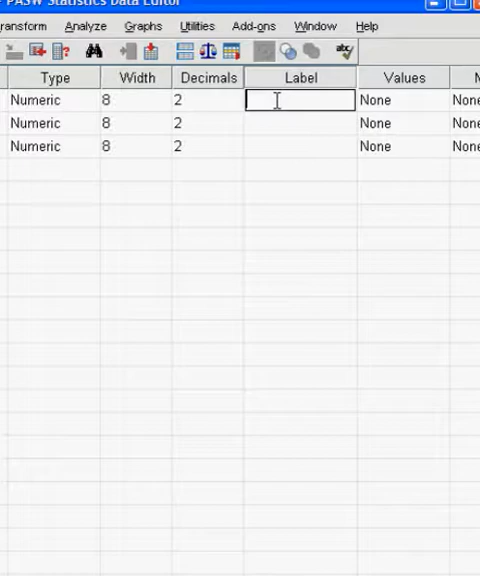 PASW Statistics Data Editor
ransform Analyze Graphs Utilities Add-ons Window Help
Type Width Decimals Label Values M
Numeric 8 2 None None
Numeric 8 2 None None
Numeric 8 2 None None